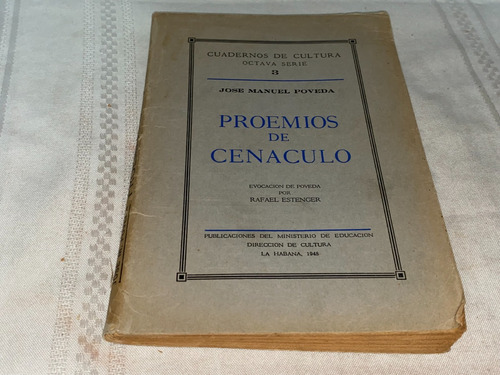 CUADERNOS DE CULTURA
OCTAVA SERIE
3
JOSE MANUEL POVEDA
PROEMIOS
DE
CENACULO
EVOCACION DE POVEDA
POR
RAFAEL ESTENGER
PUBLICACIONES DEL MINISTERIO DE EDUCACION
DIRECCION DE CULTURA
LA HABANA, 1948